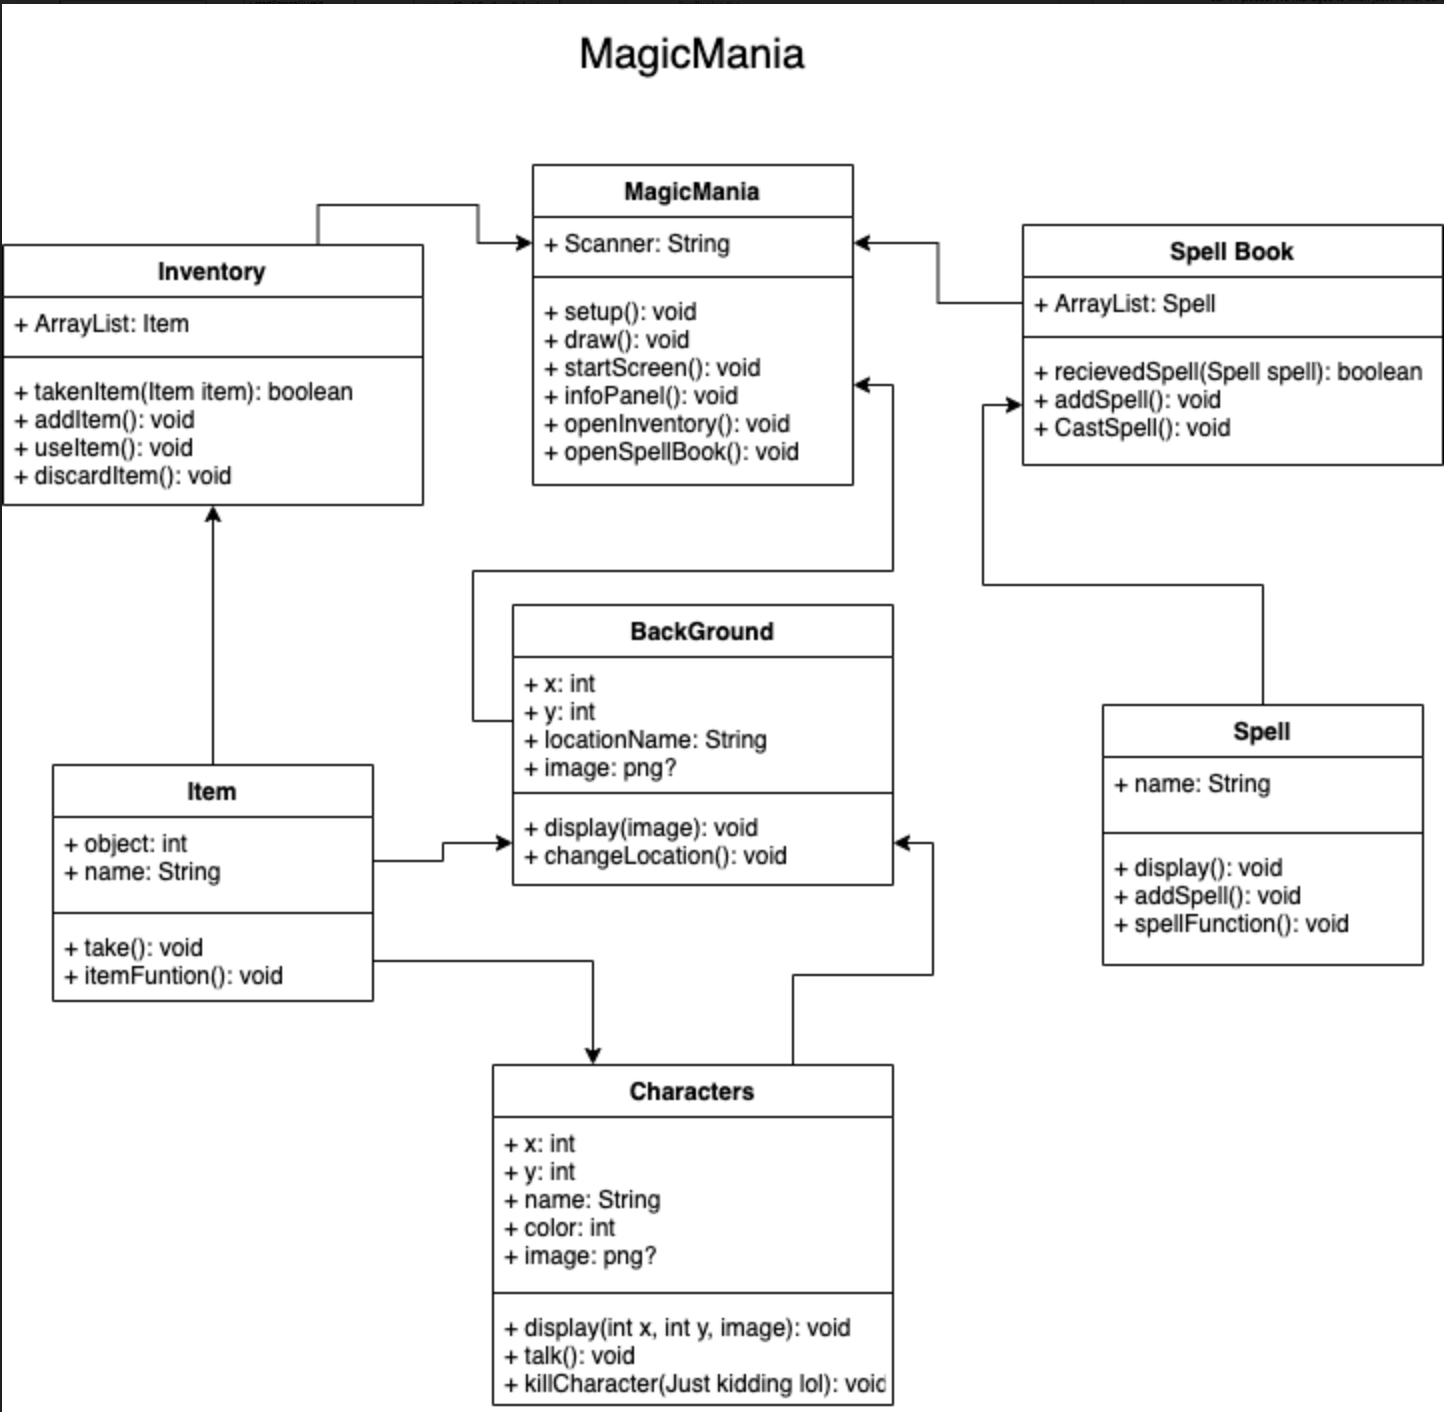 MagicMania
MagicMania
+ Scanner: String
+ setup(): void
+ draw(): void
+ startScreen(): void
+ infoPanel(): void
+ openInventory(): void
+ openSpellBook(): void
Inventory
+ ArrayList: Item
+ takenItem(Item item): boolean
+ addItem(): void
+ useItem(): void
+ discardItem(): void
Spell Book
+ ArrayList: Spell
+ recievedSpell(Spell spell): boolean
+ addSpell(): void
+ CastSpell(): void
BackGround
+ x: int
+ y: int
+ locationName: String
+ image: png?
+ display(image): void
+ changeLocation(): void
Spell
+ name: String
+ display(): void
+ addSpell(): void
+ spellFunction(): void
Item
+ object: int
+ name: String
+ take(): void
+ itemFuntion(): void
Characters
+ x: int
+ y: int
+ name: String
+ color: int
+ image: png?
+ display(int x, int y, image): void
+ talk(): void
+ killCharacter(Just kidding lol): void